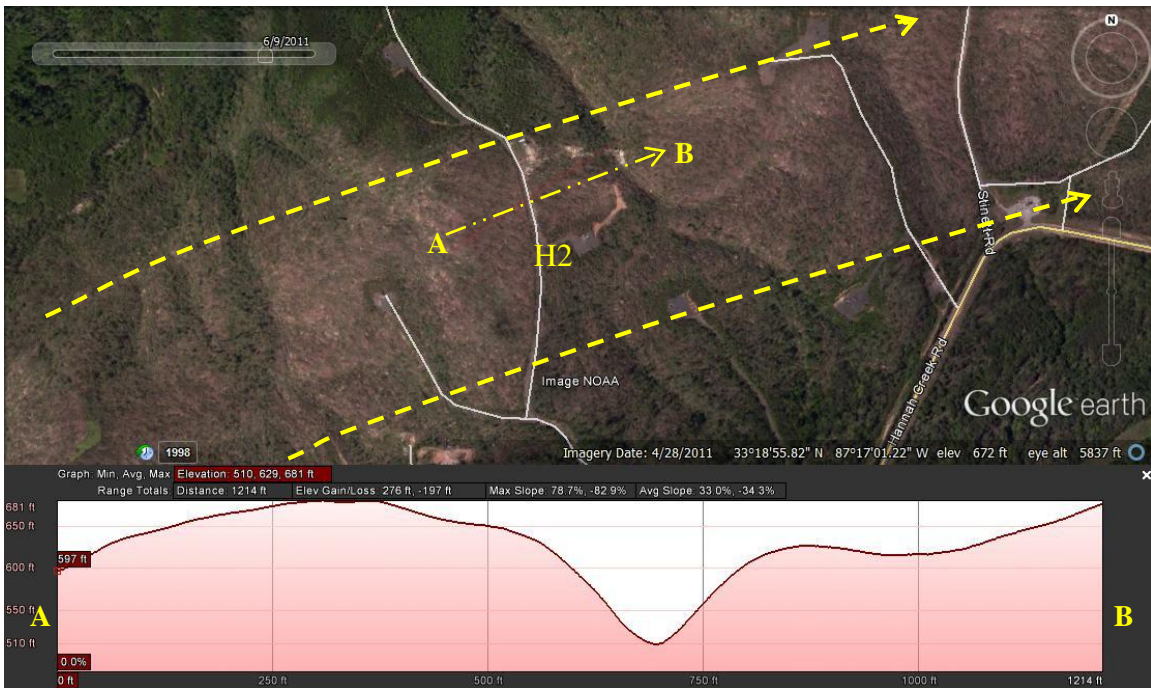 6/9/2011
N
B
A
H2
Stinett Rd
Image NOAA
Hannah Creek Rd
Google earth
1998
Imagery Date: 4/28/2011 33°18'55.82" N 87°17'01.22" W elev 672 ft eye alt 5837 ft
Graph: Min, Avg, Max Elevation: 510, 629, 681 ft
Range Totals: Distance: 1214 ft Elev Gain/Loss: 276 ft, -197 ft Max Slope: 78.7%, -82.9% Avg Slope: 33.0%, -34.3%
681 ft
650 ft
597 ft
600 ft
550 ft
A
B
510 ft
0.0%
0 ft 250 ft 500 ft 750 ft 1000 ft 1214 ft